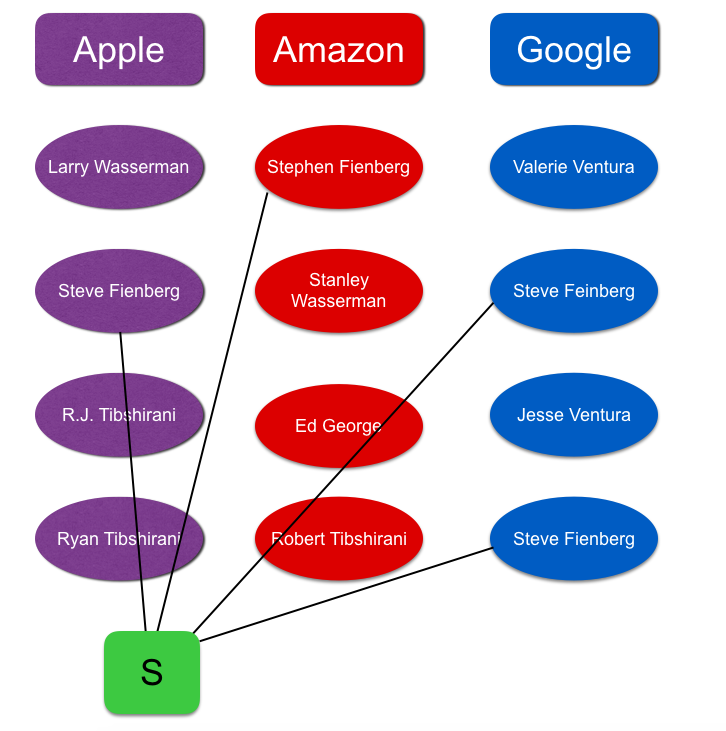 Apple Amazon Google
Larry Wasserman Stephen Fienberg Valerie Ventura
Steve Fienberg Stanley Wasserman Steve Feinberg
R.J. Tibshirani Ed George Jesse Ventura
Ryan Tibshirani Robert Tibshirani Steve Fienberg
S